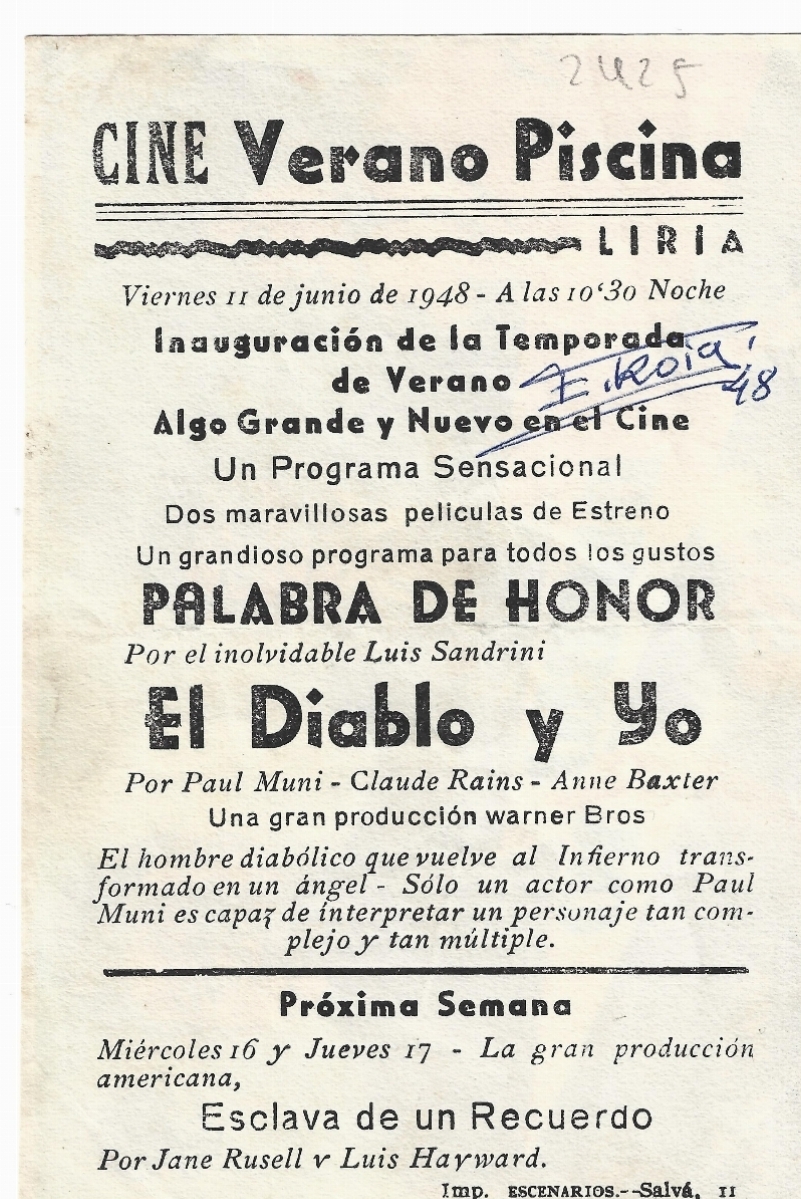 2425
CINE Verano Piscina
LIRIA
Viernes 11 de junio de 1948 - A las 10'30 Noche
Inauguración de la Temporada
de Verano
48
Algo Grande y Nuevo en el Cine
Un Programa Sensacional
Dos maravillosas peliculas de Estreno
Un grandioso programa para todos los gustos
PALABRA DE HONOR
Por el inolvidable Luis Sandrini
El Diablo y Yo
Por Paul Muni - Claude Rains - Anne Baxter
Una gran producción warner Bros
El hombre diabólico que vuelve al Infierno trans-
formado en un ángel - Sólo un actor como Paul
Muni es capaz de ínterpretar un personaje tan com-
plejo y tan múltiple.
Próxima Semana
Miércoles 16 y Jueves 17 - La gran producción
americana,
Esclava de un Recuerdo
Por Jane Rusell y Luis Hayward.
Imp. ESCENARIOS.--Salvá, 11